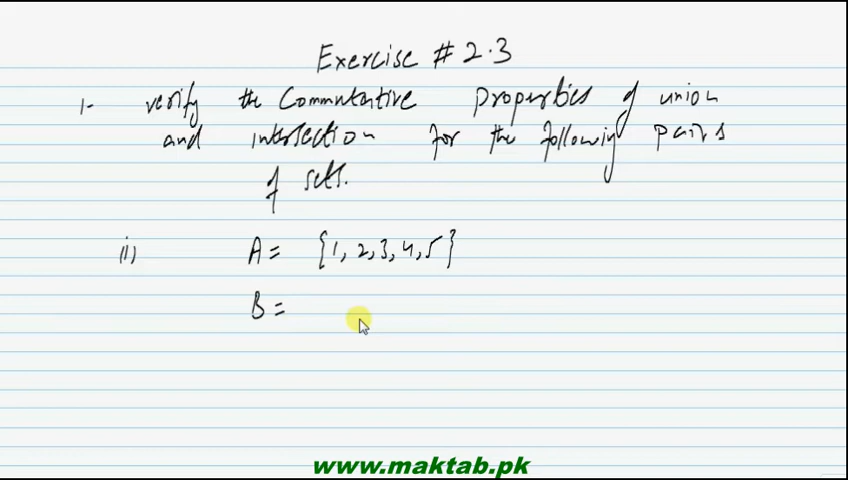 Exercise # 2.3
1- verify the Commutative Properties of union
and intersection for the following pairs
of sets.
(i) A = {1, 2, 3, 4, 5}
B =
www.maktab.pk